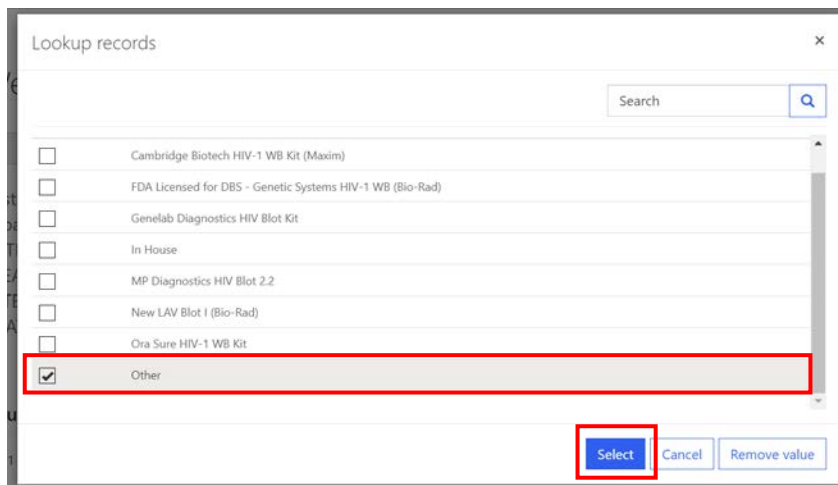 Lookup records ×
Search
Cambridge Biotech HIV-1 WB Kit (Maxim)
FDA Licensed for DBS - Genetic Systems HIV-1 WB (Bio-Rad)
Genelab Diagnostics HIV Blot Kit
In House
MP Diagnostics HIV Blot 2.2
New LAV Blot I (Bio-Rad)
Ora Sure HIV-1 WB Kit
Other
Select Cancel Remove value